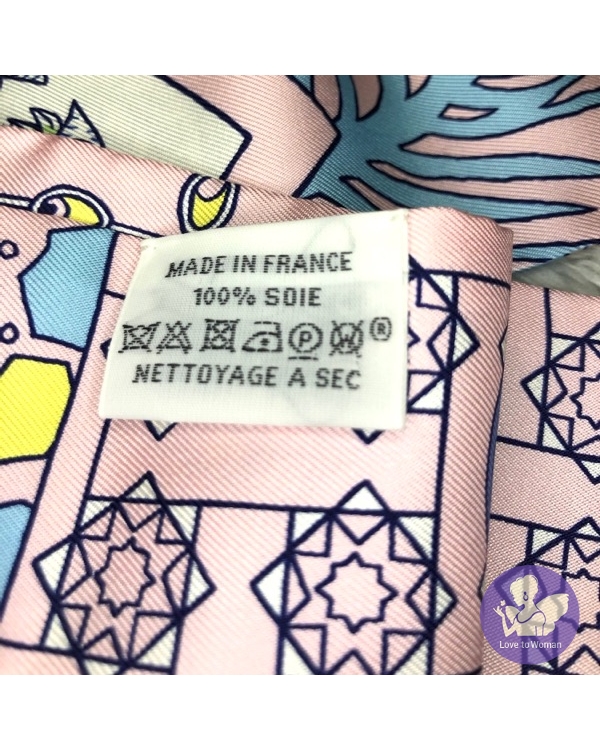 MADE IN FRANCE
100% SOIE
P W ®
NETTOYAGE A SEC
Love to Woman